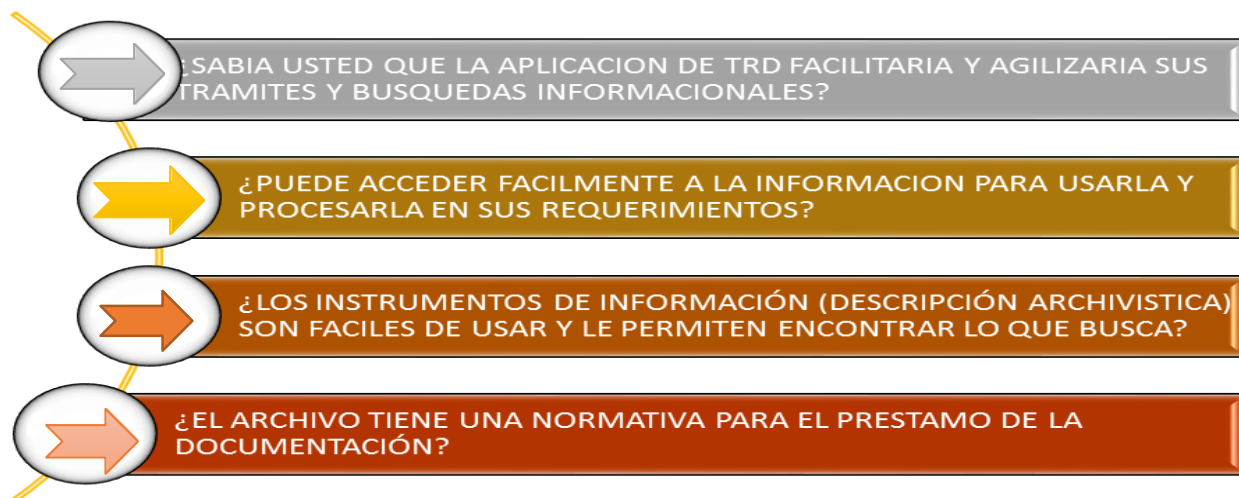 ¿SABIA USTED QUE LA APLICACION DE TRD FACILITARIA Y AGILIZARIA SUS
TRAMITES Y BUSQUEDAS INFORMACIONALES?
¿PUEDE ACCEDER FACILMENTE A LA INFORMACION PARA USARLA Y
PROCESARLA EN SUS REQUERIMIENTOS?
¿LOS INSTRUMENTOS DE INFORMACIÓN (DESCRIPCIÓN ARCHIVISTICA)
SON FACILES DE USAR Y LE PERMITEN ENCONTRAR LO QUE BUSCA?
¿EL ARCHIVO TIENE UNA NORMATIVA PARA EL PRESTAMO DE LA
DOCUMENTACIÓN?